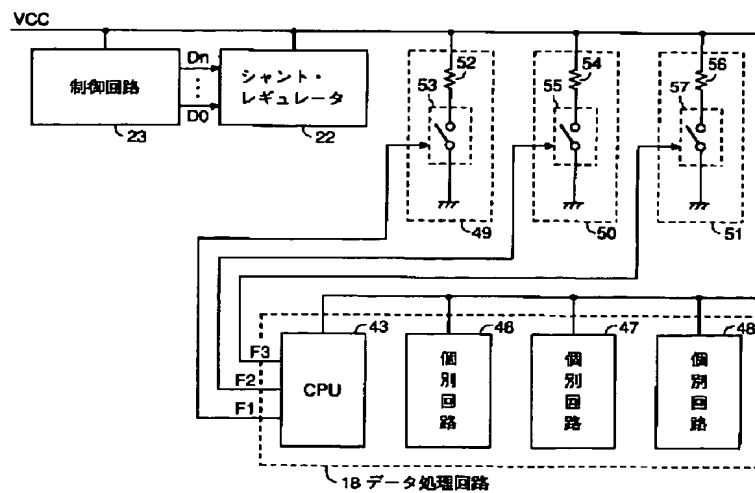 VCC
制御回路
Dn
D0
シャント・
レギュレータ
23
22
52
53
49
54
55
50
56
57
51
43
F3
F2
F1
CPU
46
個別回路
47
個別回路
48
個別回路
18 データ処理回路